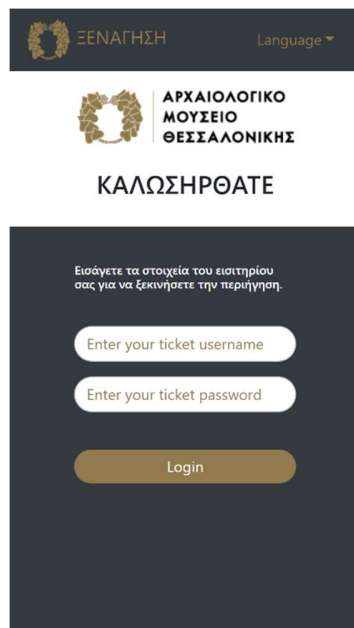 ΞΕΝΑΓΗΣΗ
Language
ΑΡΧΑΙΟΛΟΓΙΚΟ
ΜΟΥΣΕΙΟ
ΘΕΣΣΑΛΟΝΙΚΗΣ
ΚΑΛΩΣΗΡΘΑΤΕ
Εισάγετε τα στοιχεία του εισιτηρίου
σας για να ξεκινήσετε την περιήγηση.
Enter your ticket username
Enter your ticket password
Login